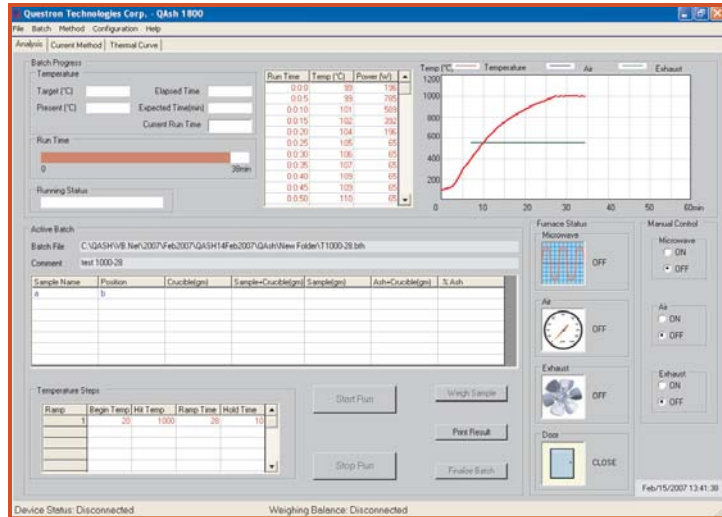 Questron Technologies Corp. - QAsh 1800
File Batch Method Configuration Help
Analysis Current Method Thermal Curve
Batch Progress
Temperature
Target (°C) Elapsed Time
Present (°C) Expected Time(min)
Current Run Time
Run Time
0 38min
Running Status
Run Time Temp (°C) Power (W)
0:0:0 99 196
0:0:5 99 785
0:0:10 101 589
0:0:15 102 392
0:0:20 104 196
0:0:25 105 65
0:0:30 106 65
0:0:35 107 65
0:0:40 109 65
0:0:45 109 65
0:0:50 110 65
Temp (°C) Temperature Air Exhaust
1200
1000
800
600
400
200
0 10 20 30 40 50 60min
Active Batch
Batch File C:\QASH\VB.Net\2007\Feb2007\QASH14Feb2007\QAsh\New Folder\T1000-28.bth
Comment test 1000-28
Sample Name Position Crucible(gm) Sample+Crucible(gm) Sample(gm) Ash+Crucible(gm) % Ash
a b
Temperature Steps
Ramp Begin Temp Hit Temp Ramp Time Hold Time
1 20 1000 28 10
Start Run
Stop Run
Weigh Sample
Print Result
Finalize Batch
Furnace Status
Microwave
OFF
Air
OFF
Exhaust
OFF
Door
CLOSE
Manual Control
Microwave
ON
OFF
Air
ON
OFF
Exhaust
ON
OFF
Feb/15/2007 13:41:38
Device Status: Disconnected Weighing Balance: Disconnected